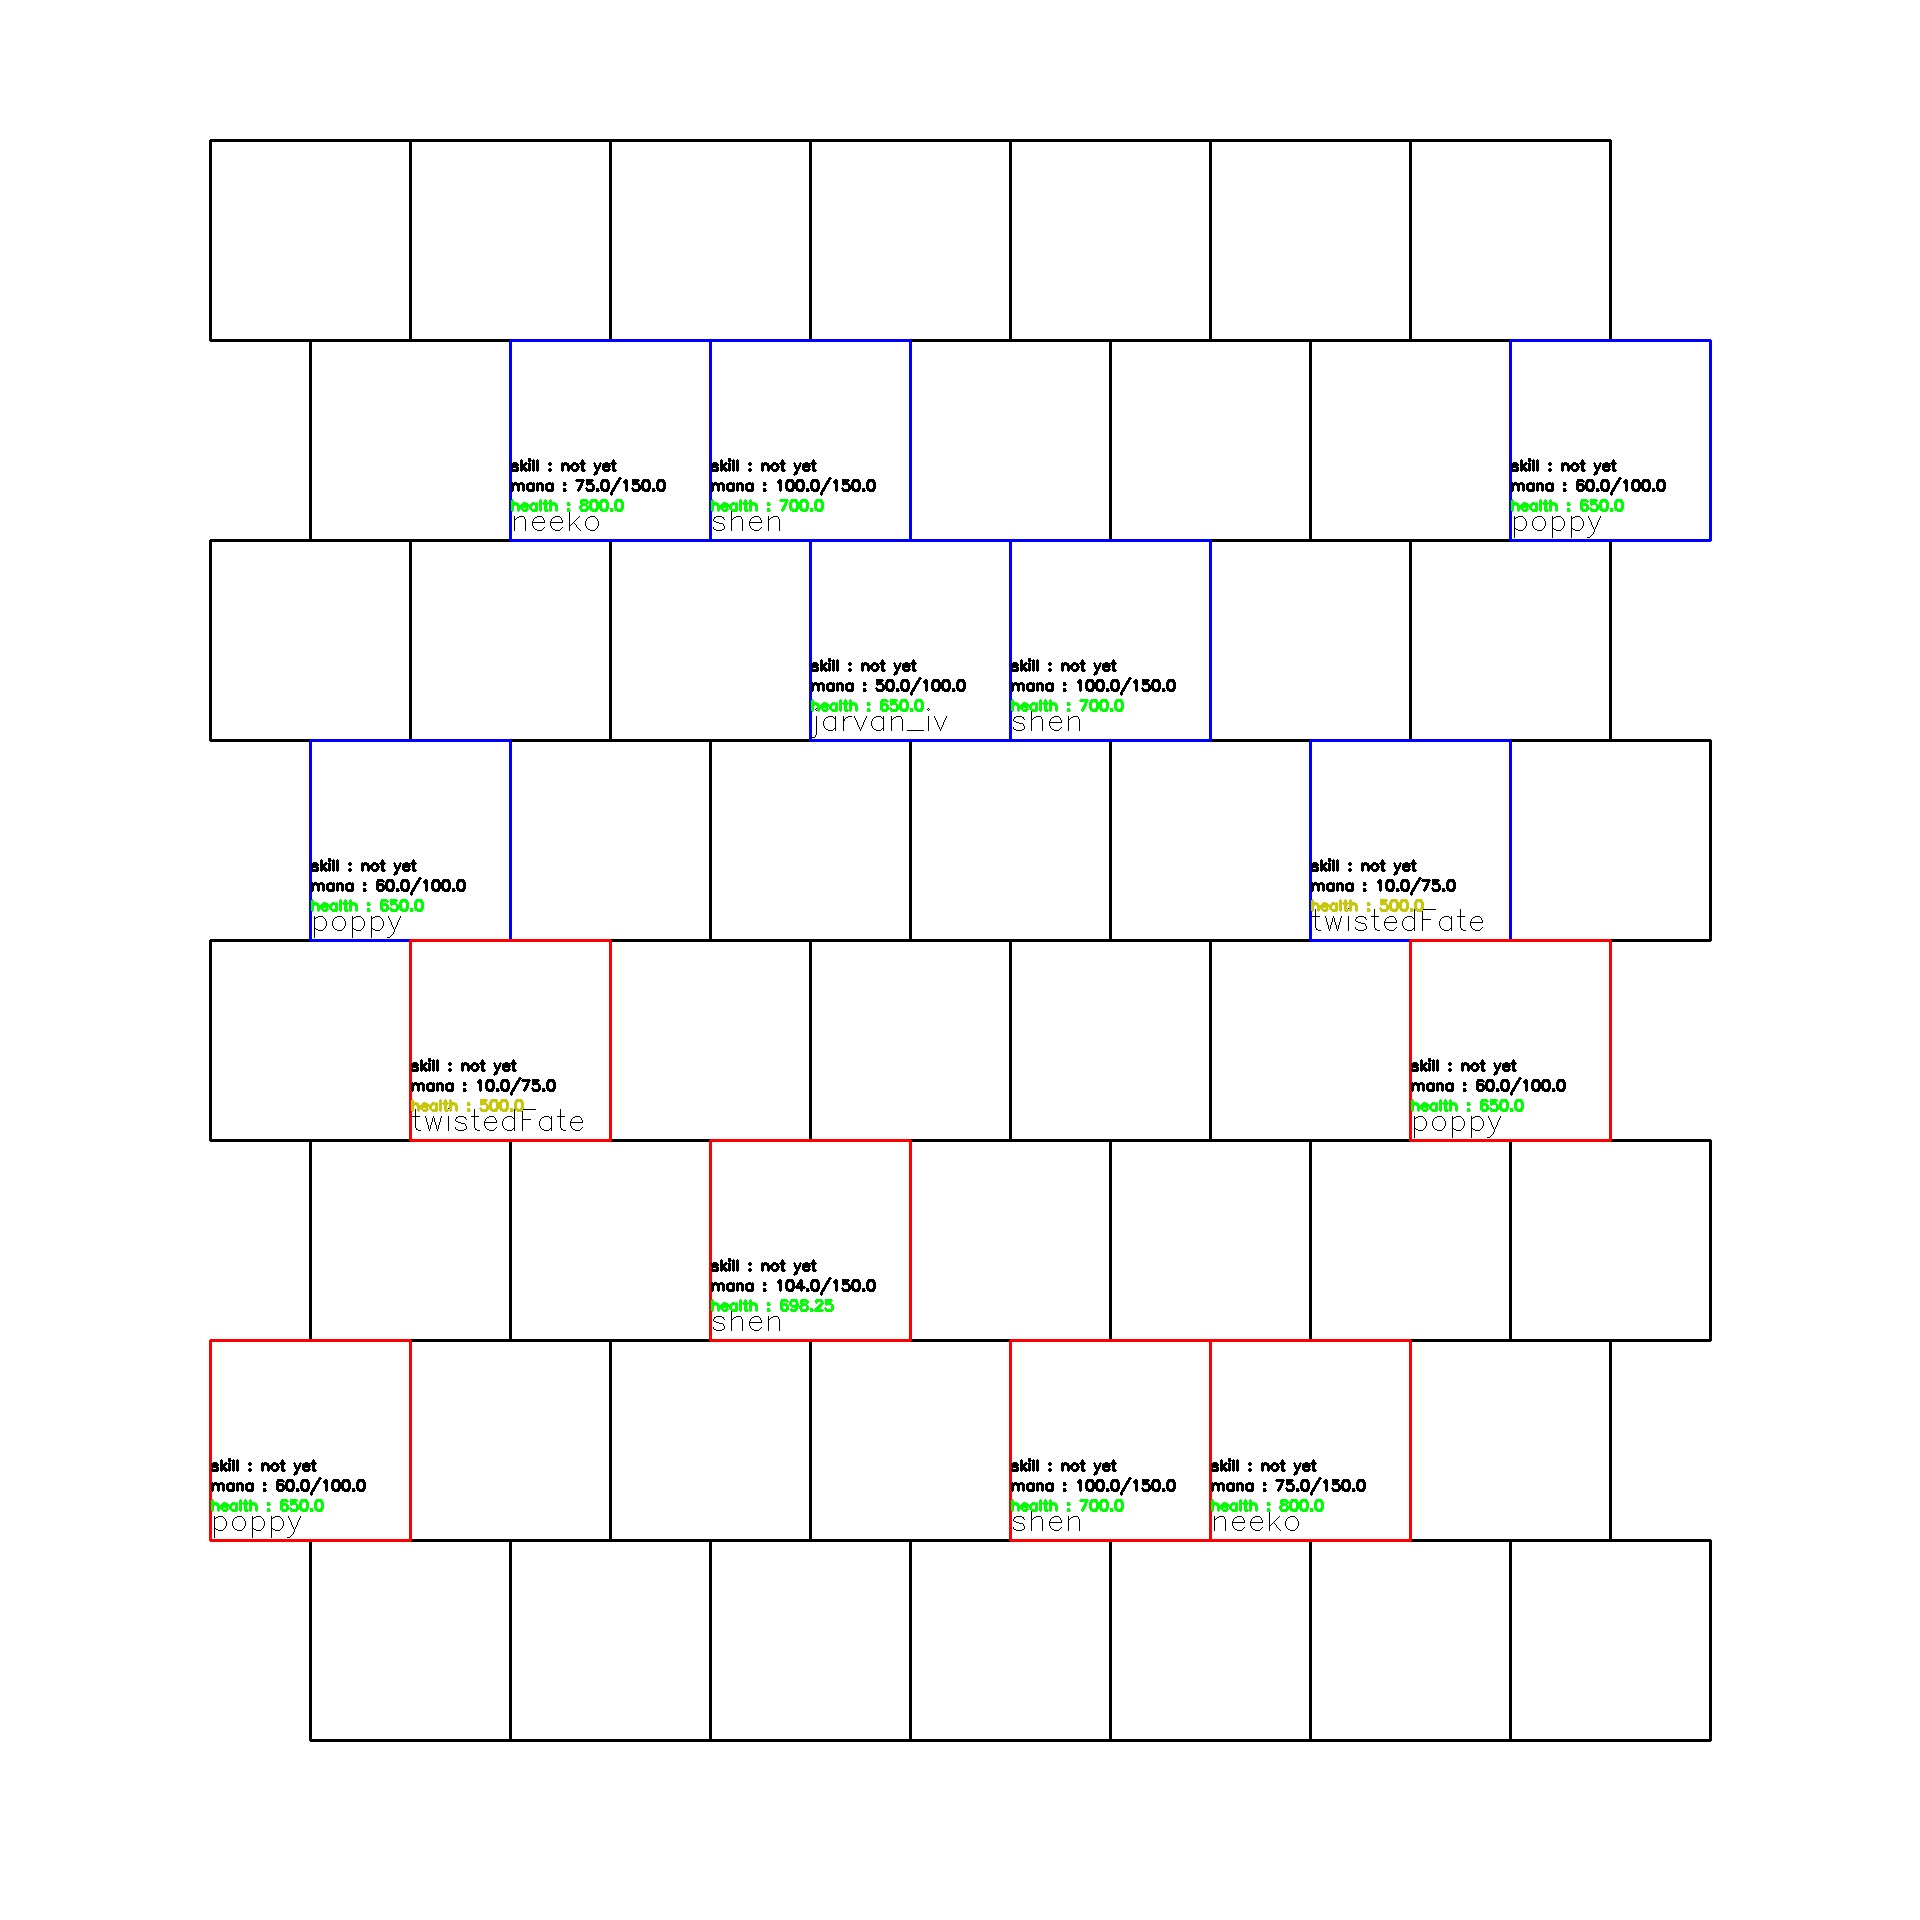 skill : not yet
mana : 75.0/150.0
health : 800.0
neeko
skill : not yet
mana : 100.0/150.0
health : 700.0
shen
skill : not yet
mana : 60.0/100.0
health : 650.0
poppy
skill : not yet
mana : 50.0/100.0
health : 650.0
jarvan_iv
skill : not yet
mana : 100.0/150.0
health : 700.0
shen
skill : not yet
mana : 60.0/100.0
health : 650.0
poppy
skill : not yet
mana : 10.0/75.0
health : 500.0
twistedFate
skill : not yet
mana : 10.0/75.0
health : 500.0
twistedFate
skill : not yet
mana : 60.0/100.0
health : 650.0
poppy
skill : not yet
mana : 104.0/150.0
health : 698.25
shen
skill : not yet
mana : 60.0/100.0
health : 650.0
poppy
skill : not yet
mana : 100.0/150.0
health : 700.0
shen
skill : not yet
mana : 75.0/150.0
health : 800.0
neeko